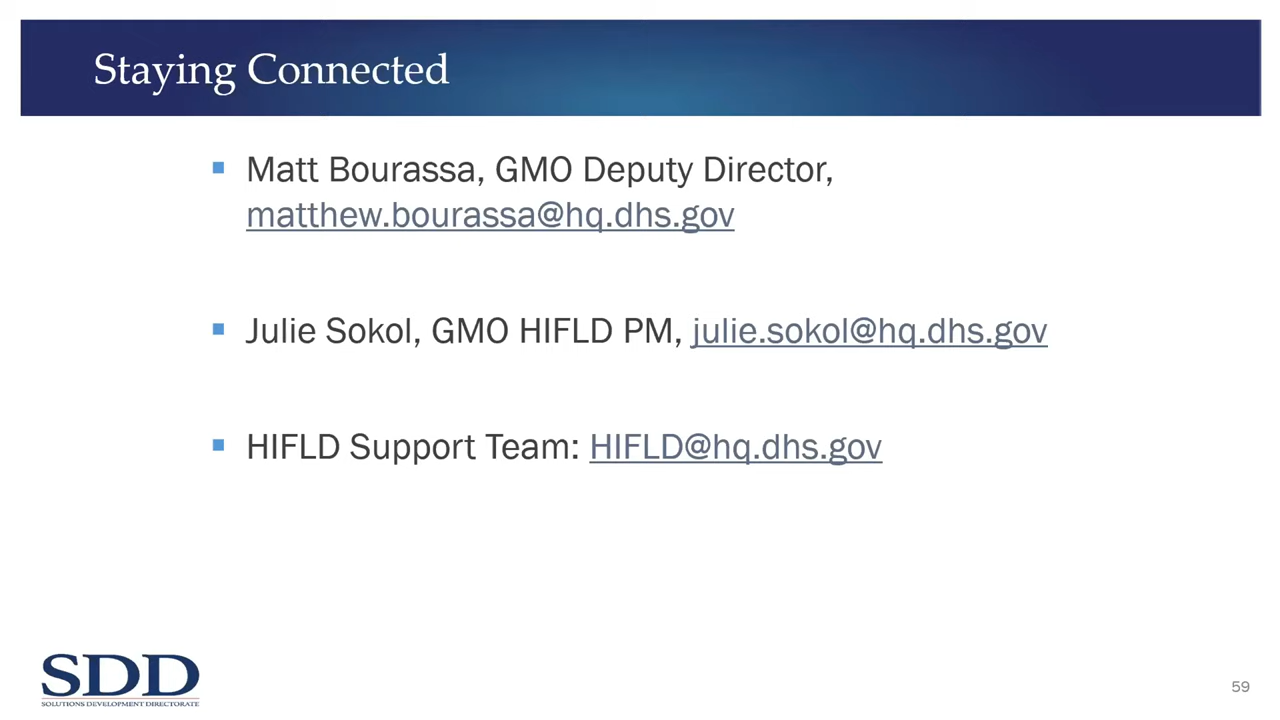 Staying Connected
Matt Bourassa, GMO Deputy Director,
matthew.bourassa@hq.dhs.gov
Julie Sokol, GMO HIFLD PM, julie.sokol@hq.dhs.gov
HIFLD Support Team: HIFLD@hq.dhs.gov
SDD
SOLUTIONS DEVELOPMENT DIRECTORATE
59